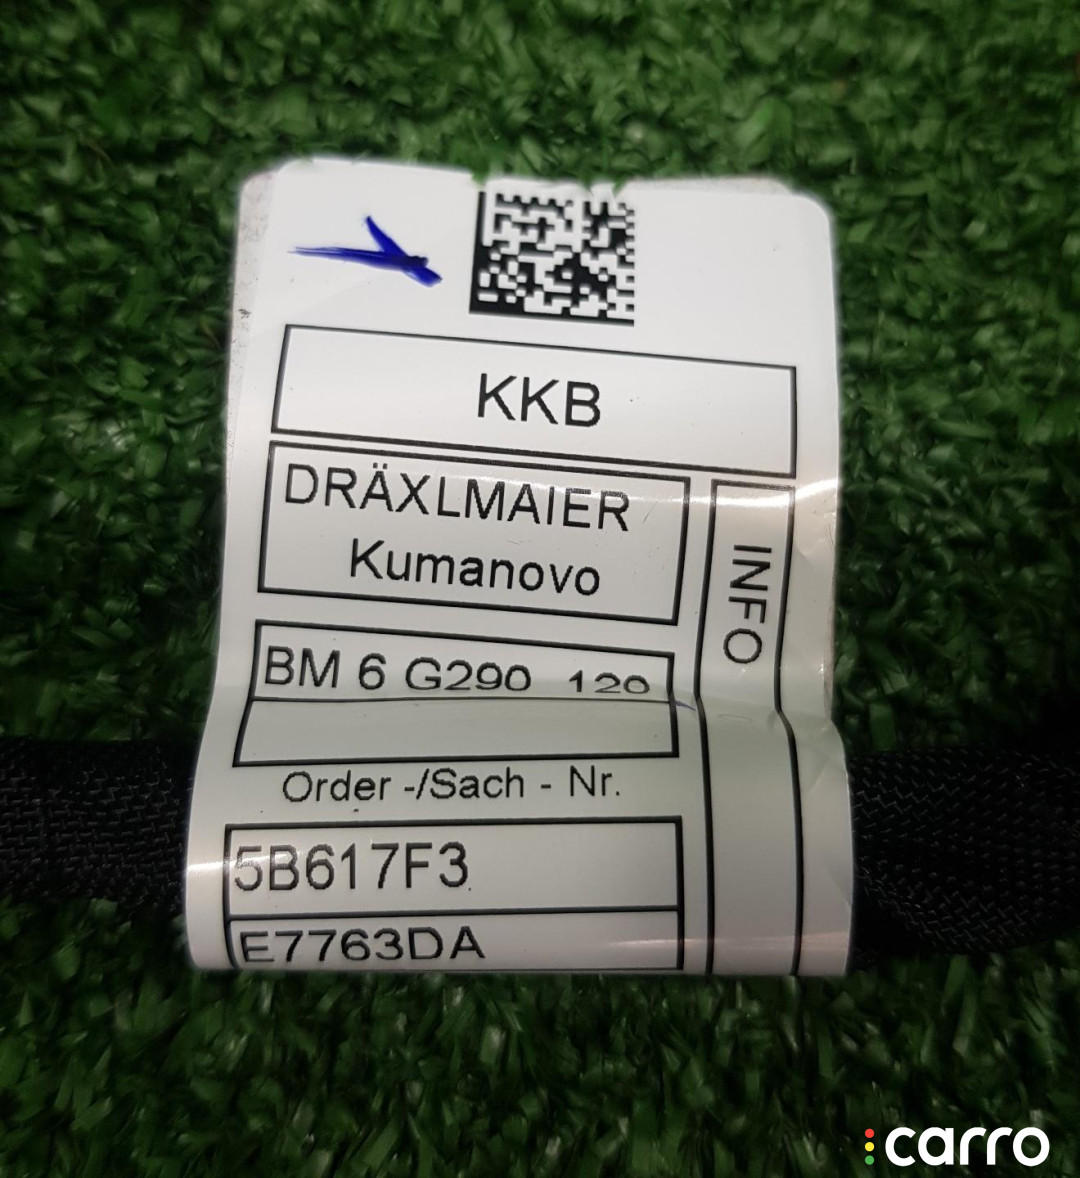 KKB
DRÄXLMAIER
Kumanovo
INFO
BM 6 G290 120
Order -/Sach - Nr.
5B617F3
E7763DA
carro